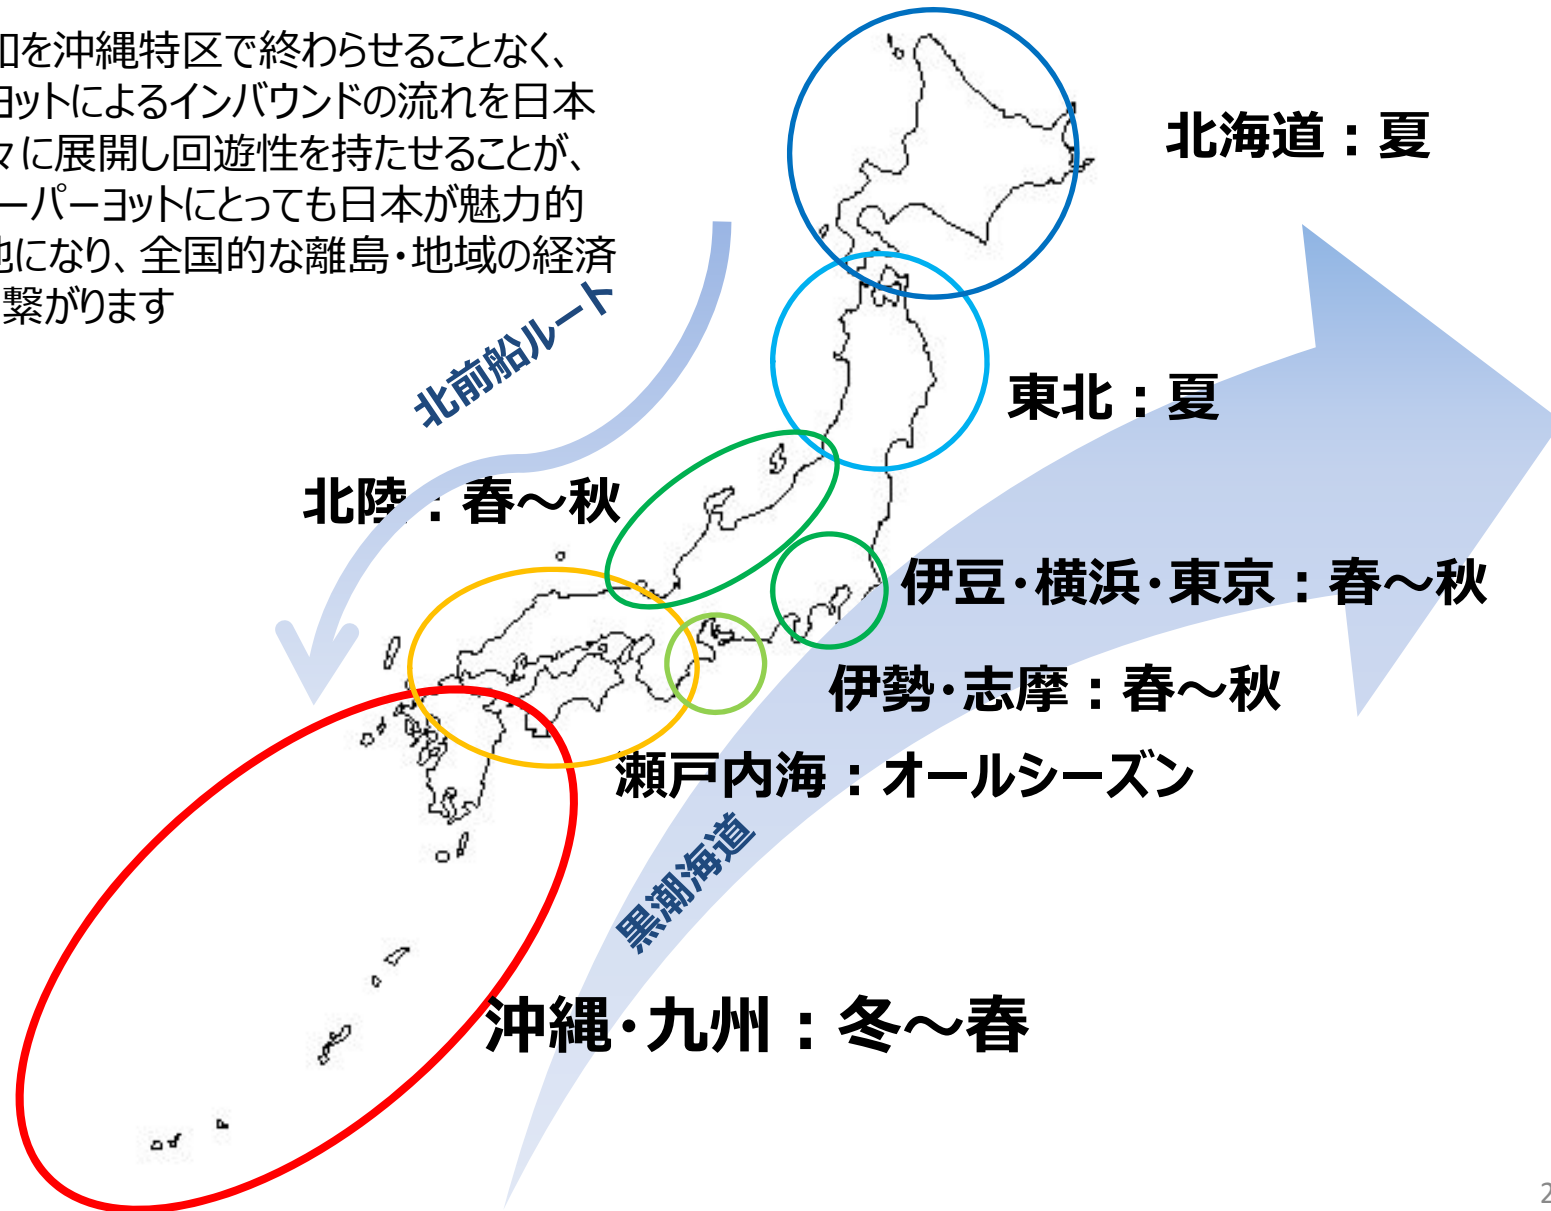 和を沖縄特区で終わらせることなく、
ヨットによるインバウンドの流れを日本
々に展開し回遊性を持たせることが、
ーパーヨットにとっても日本が魅力的
地になり、全国的な離島・地域の経済
繋がります
北海道：夏
北前船ルート
東北：夏
北陸：春～秋
伊豆・横浜・東京：春～秋
伊勢・志摩：春～秋
瀬戸内海：オールシーズン
黒潮海道
沖縄・九州：冬～春
2